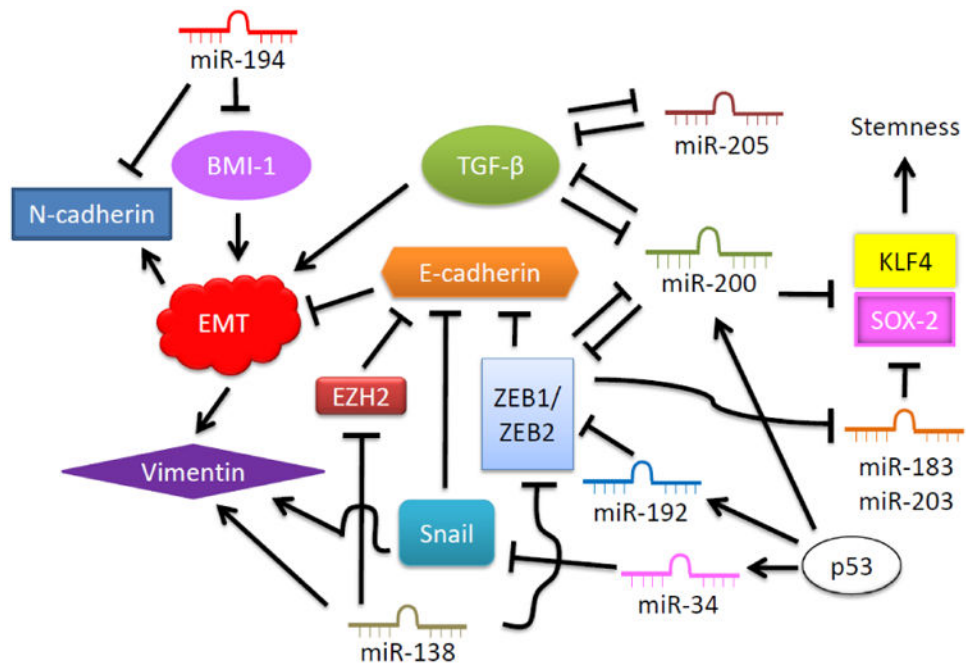 miR-194
BMI-1
TGF-β
miR-205
Stemness
N-cadherin
E-cadherin
miR-200
KLF4
SOX-2
EMT
EZH2
ZEB1/
ZEB2
Vimentin
miR-183
miR-203
miR-192
Snail
p53
miR-34
miR-138